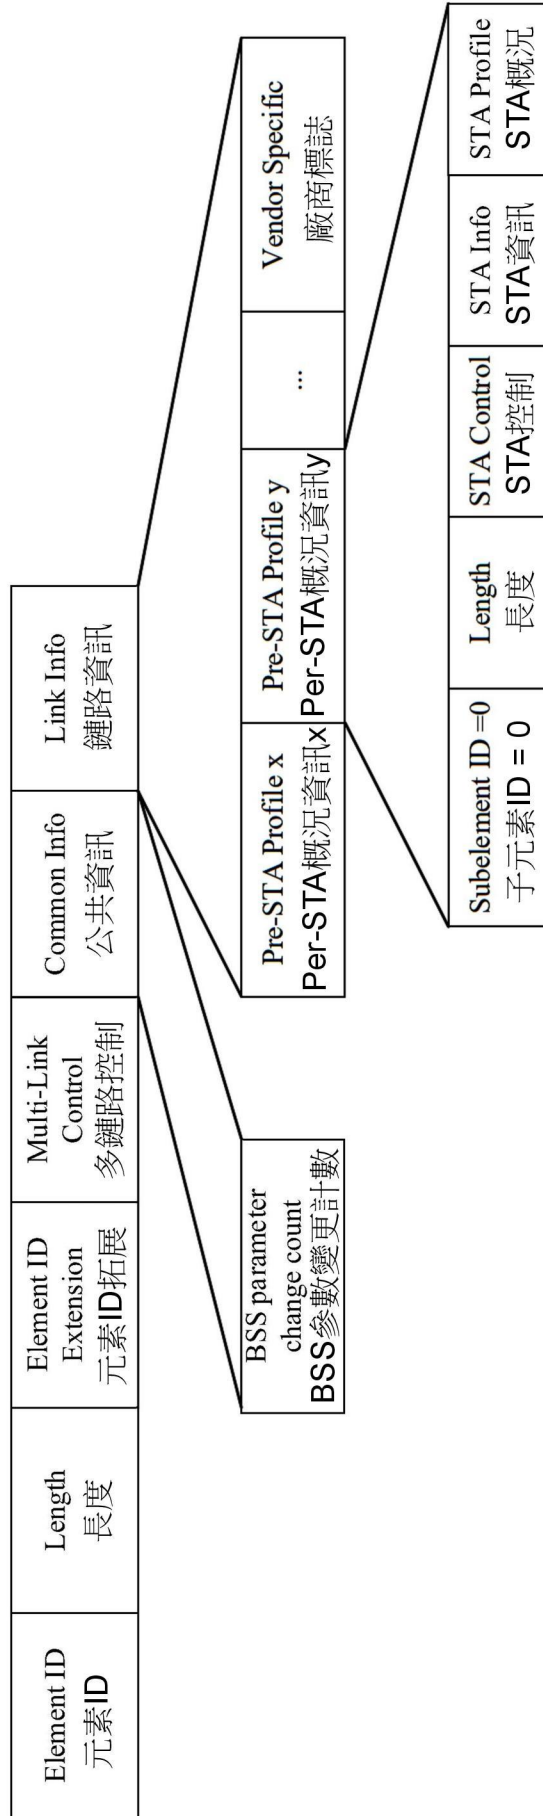 Element ID
元素ID
Length
長度
Element ID
Extension
元素ID拓展
Multi-Link
Control
多鏈路控制
Common Info
公共資訊
Link Info
鏈路資訊
BSS parameter
change count
BSS參數變更計數
Pre-STA Profile x
Per-STA概況資訊x
Pre-STA Profile y
Per-STA概況資訊y
...
Vendor Specific
廠商標誌
Subelement ID =0
子元素ID = 0
Length
長度
STA Control
STA控制
STA Info
STA資訊
STA Profile
STA概況